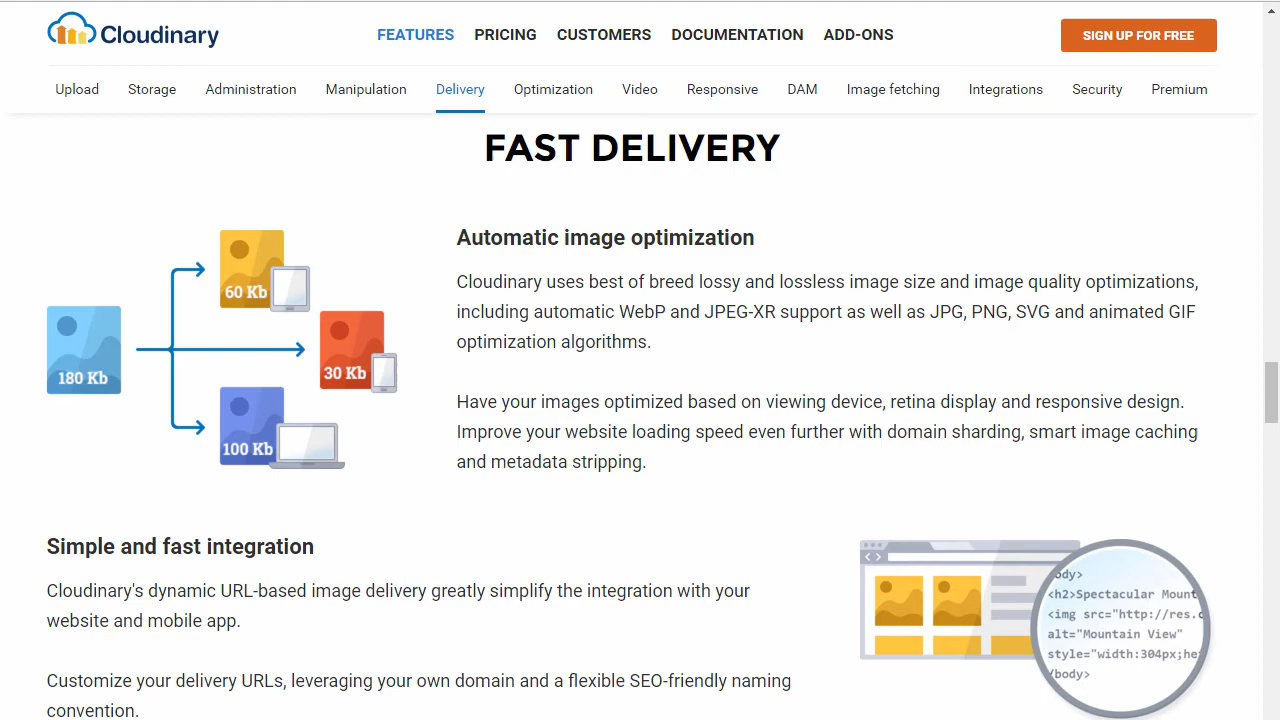 Cloudinary
FEATURES PRICING CUSTOMERS DOCUMENTATION ADD-ONS
SIGN UP FOR FREE
Upload Storage Administration Manipulation Delivery Optimization Video Responsive DAM Image fetching Integrations Security Premium
FAST DELIVERY
180 Kb
60 Kb
30 Kb
100 Kb
Automatic image optimization
Cloudinary uses best of breed lossy and lossless image size and image quality optimizations,
including automatic WebP and JPEG-XR support as well as JPG, PNG, SVG and animated GIF
optimization algorithms.
Have your images optimized based on viewing device, retina display and responsive design.
Improve your website loading speed even further with domain sharding, smart image caching
and metadata stripping.
Simple and fast integration
Cloudinary's dynamic URL-based image delivery greatly simplify the integration with your
website and mobile app.
Customize your delivery URLs, leveraging your own domain and a flexible SEO-friendly naming
convention.
< >
ody>
<h2>Spectacular Mount
<img src="http://res.c
alt="Mountain View"
style="width:304px;he
/body>